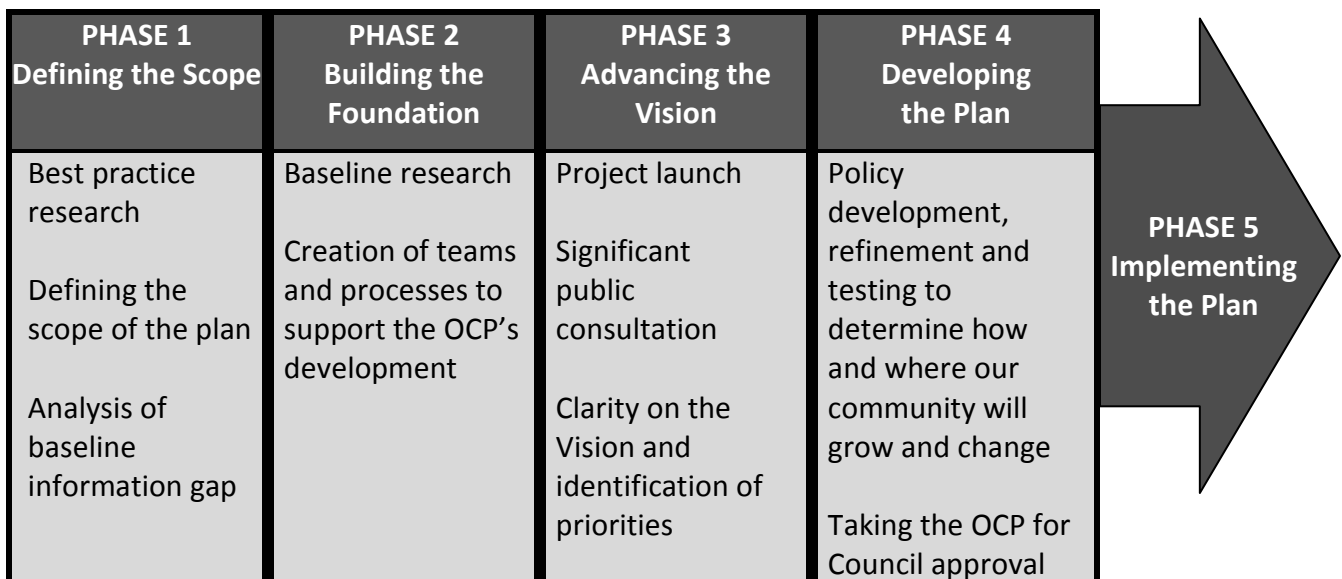 PHASE 1
Defining the Scope
Best practice
research
Defining the
scope of the plan
Analysis of
baseline
information gap
PHASE 2
Building the
Foundation
Baseline research
Creation of teams
and processes to
support the OCP’s
development
PHASE 3
Advancing the
Vision
Project launch
Significant
public
consultation
Clarity on the
Vision and
identification of
priorities
PHASE 4
Developing
the Plan
Policy
development,
refinement and
testing to
determine how
and where our
community will
grow and change
Taking the OCP for
Council approval
PHASE 5
Implementing
the Plan